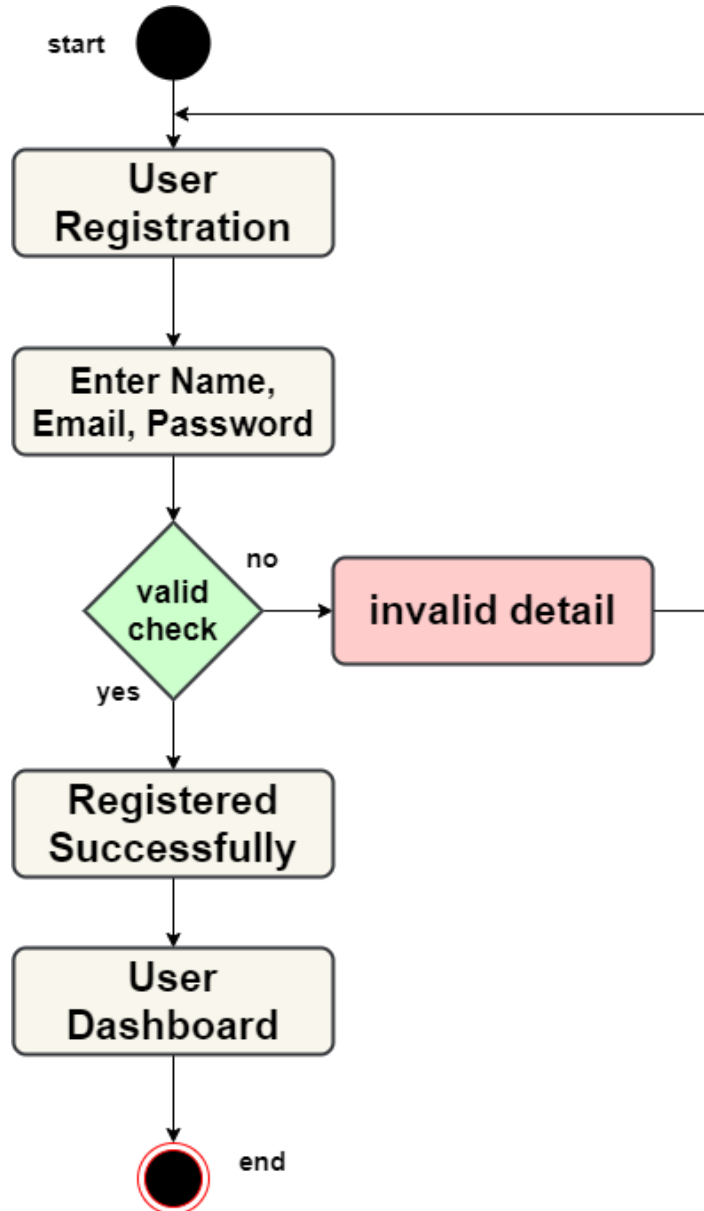 start
User
Registration
Enter Name,
Email, Password
valid
check
no
invalid detail
yes
Registered
Successfully
User
Dashboard
end